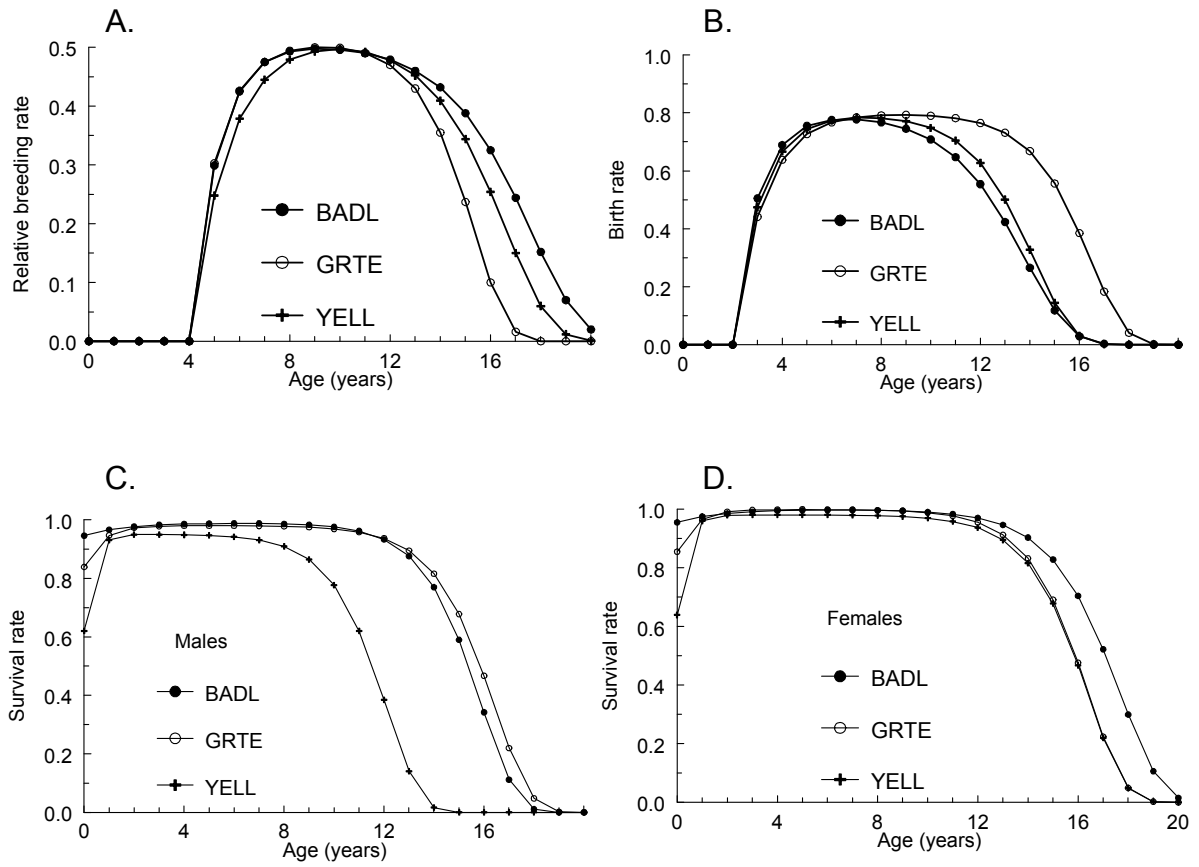 A.
0.5
0.4
0.3
0.2
0.1
0.0
Relative breeding rate
BADL
GRTE
YELL
0 4 8 12 16
Age (years)
B.
1.0
0.8
0.6
0.4
0.2
0.0
Birth rate
BADL
GRTE
YELL
0 4 8 12 16
Age (years)
C.
1.0
0.8
0.6
0.4
0.2
0.0
Survival rate
Males
BADL
GRTE
YELL
0 4 8 12 16
Age (years)
D.
1.0
0.8
0.6
0.4
0.2
0.0
Survival rate
Females
BADL
GRTE
YELL
0 4 8 12 16 20
Age (years)